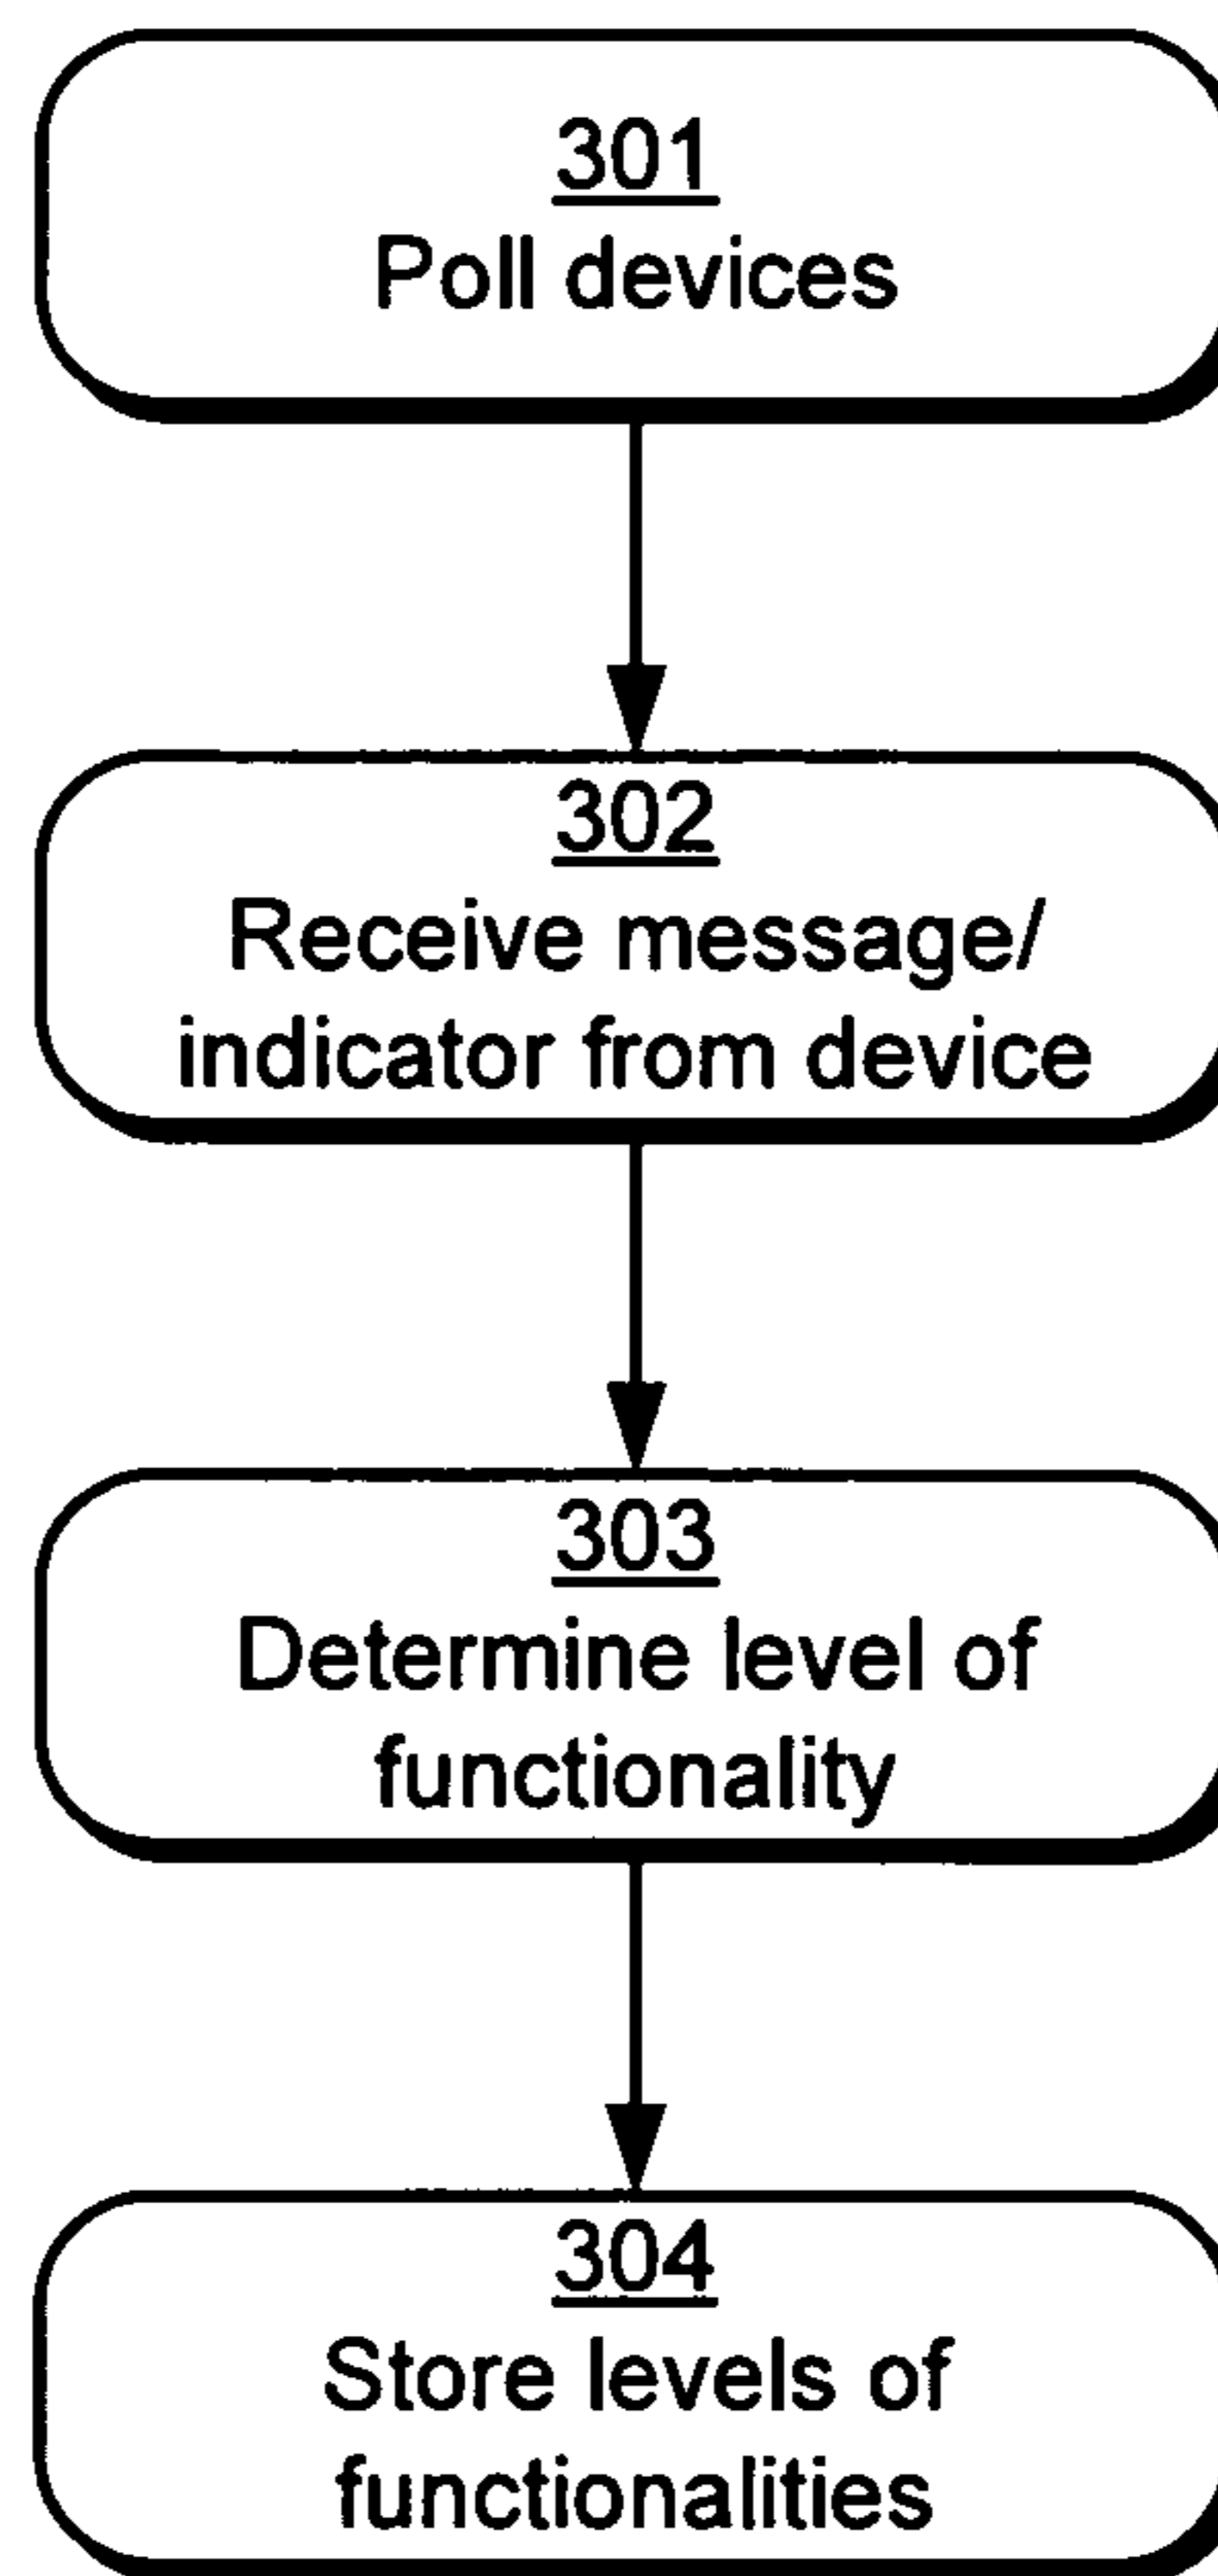 301
Poll devices
302
Receive message/
indicator from device
303
Determine level of
functionality
304
Store levels of
functionalities